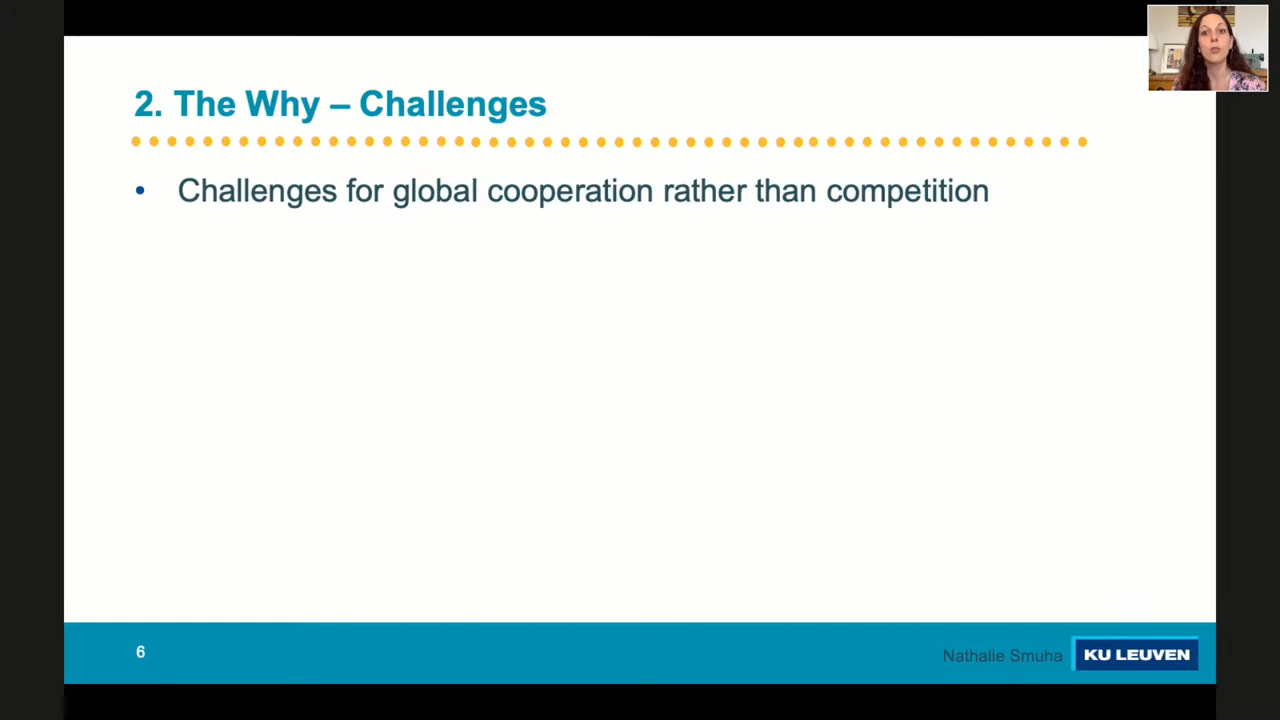 2. The Why – Challenges
• Challenges for global cooperation rather than competition
6
Nathalie Smuha
KU LEUVEN